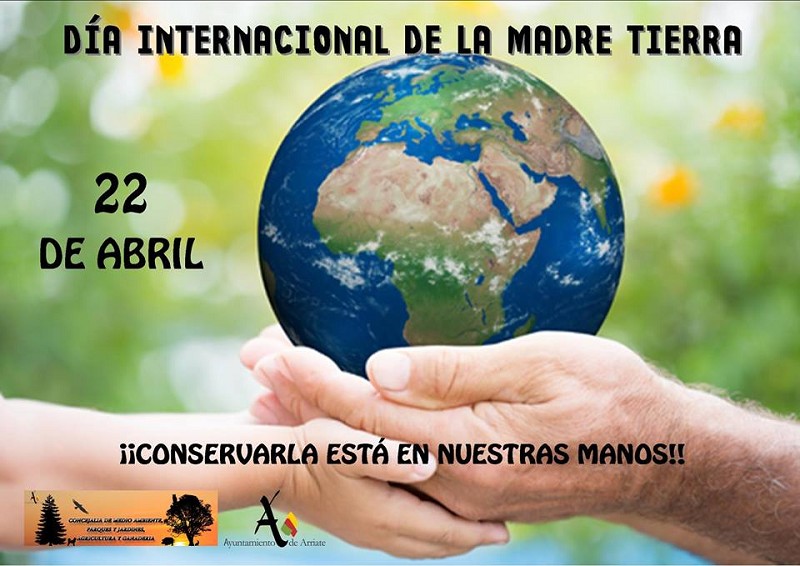 DÍA INTERNACIONAL DE LA MADRE TIERRA
22
DE ABRIL
¡¡CONSERVARLA ESTÁ EN NUESTRAS MANOS!!
CONCEJALIA DE MEDIO AMBIENTE,
PARQUES Y JARDINES,
AGRICULTURA Y GANADERIA
Ayuntamiento de Arriate